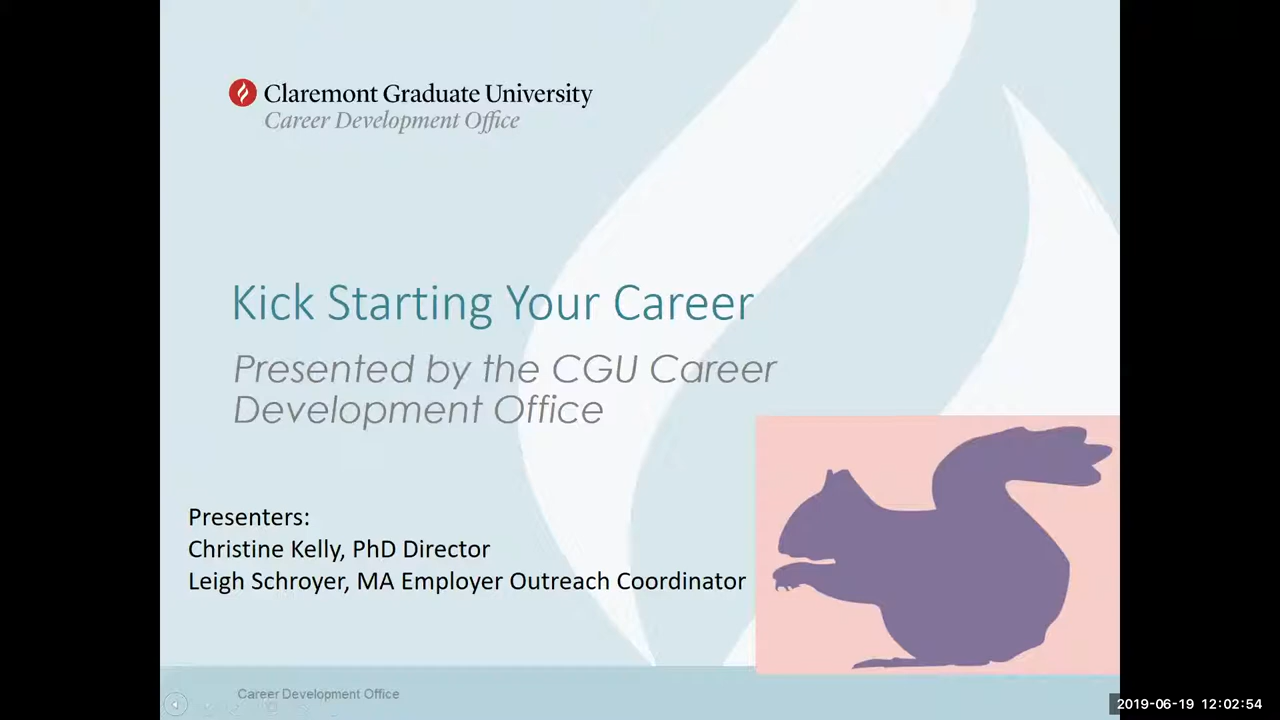 Claremont Graduate University
Career Development Office
Kick Starting Your Career
Presented by the CGU Career
Development Office
Presenters:
Christine Kelly, PhD Director
Leigh Schroyer, MA Employer Outreach Coordinator
Career Development Office
2019-06-19 12:02:54